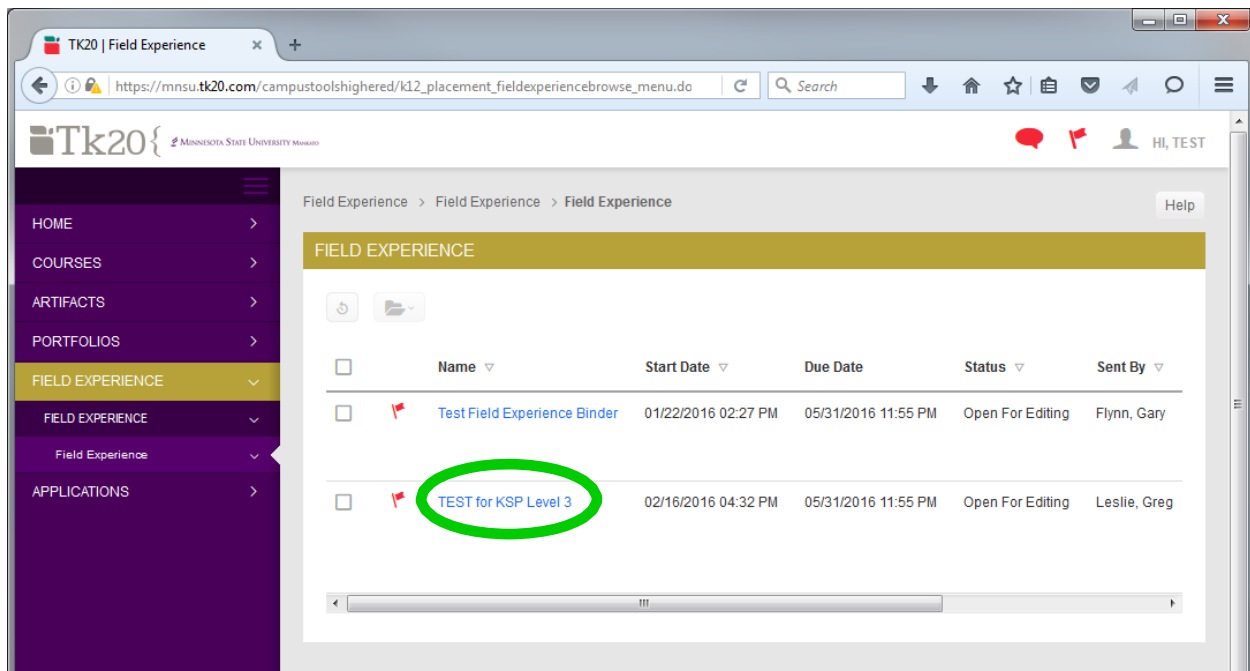 TK20 | Field Experience
https://mnsu.tk20.com/campustoolshighered/k12_placement_fieldexperiencebrowse_menu.do
Search
Tk20{ MINNESOTA STATE UNIVERSITY MANKATO
HI, TEST
Field Experience > Field Experience > Field Experience
Help
HOME
COURSES
ARTIFACTS
PORTFOLIOS
FIELD EXPERIENCE
FIELD EXPERIENCE
Field Experience
APPLICATIONS
FIELD EXPERIENCE
Name Start Date Due Date Status Sent By
Test Field Experience Binder 01/22/2016 02:27 PM 05/31/2016 11:55 PM Open For Editing Flynn, Gary
TEST for KSP Level 3 02/16/2016 04:32 PM 05/31/2016 11:55 PM Open For Editing Leslie, Greg